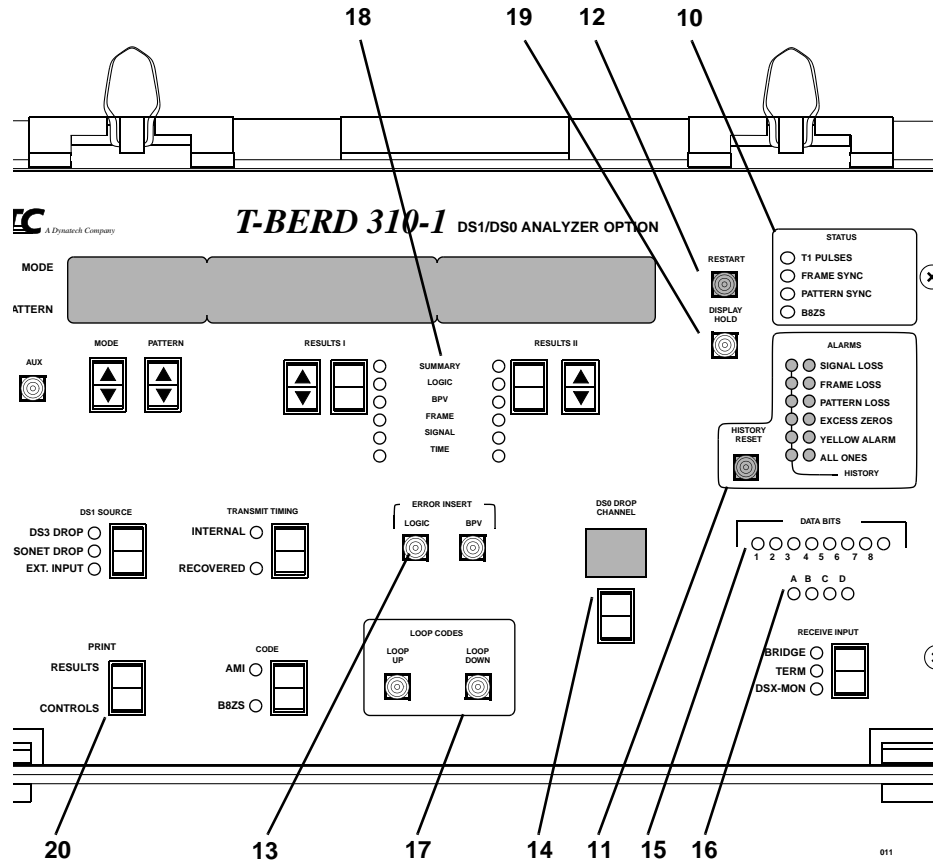 18 19 12 10
A Dynatech Company
T-BERD 310-1 DS1/DS0 ANALYZER OPTION
MODE
ATTERN
RESTART
DISPLAY
HOLD
STATUS
T1 PULSES
FRAME SYNC
PATTERN SYNC
B8ZS
AUX
MODE
PATTERN
RESULTS I
SUMMARY
LOGIC
BPV
FRAME
SIGNAL
TIME
RESULTS II
ALARMS
SIGNAL LOSS
FRAME LOSS
PATTERN LOSS
EXCESS ZEROS
YELLOW ALARM
ALL ONES
HISTORY
HISTORY
RESET
DS1 SOURCE
DS3 DROP
SONET DROP
EXT. INPUT
TRANSMIT TIMING
INTERNAL
RECOVERED
ERROR INSERT
LOGIC BPV
DS0 DROP
CHANNEL
DATA BITS
1 2 3 4 5 6 7 8
A B C D
PRINT
RESULTS
CONTROLS
CODE
AMI
B8ZS
LOOP CODES
LOOP
UP
LOOP
DOWN
RECEIVE INPUT
BRIDGE
TERM
DSX-MON
20 13 17 14 11 15 16
011